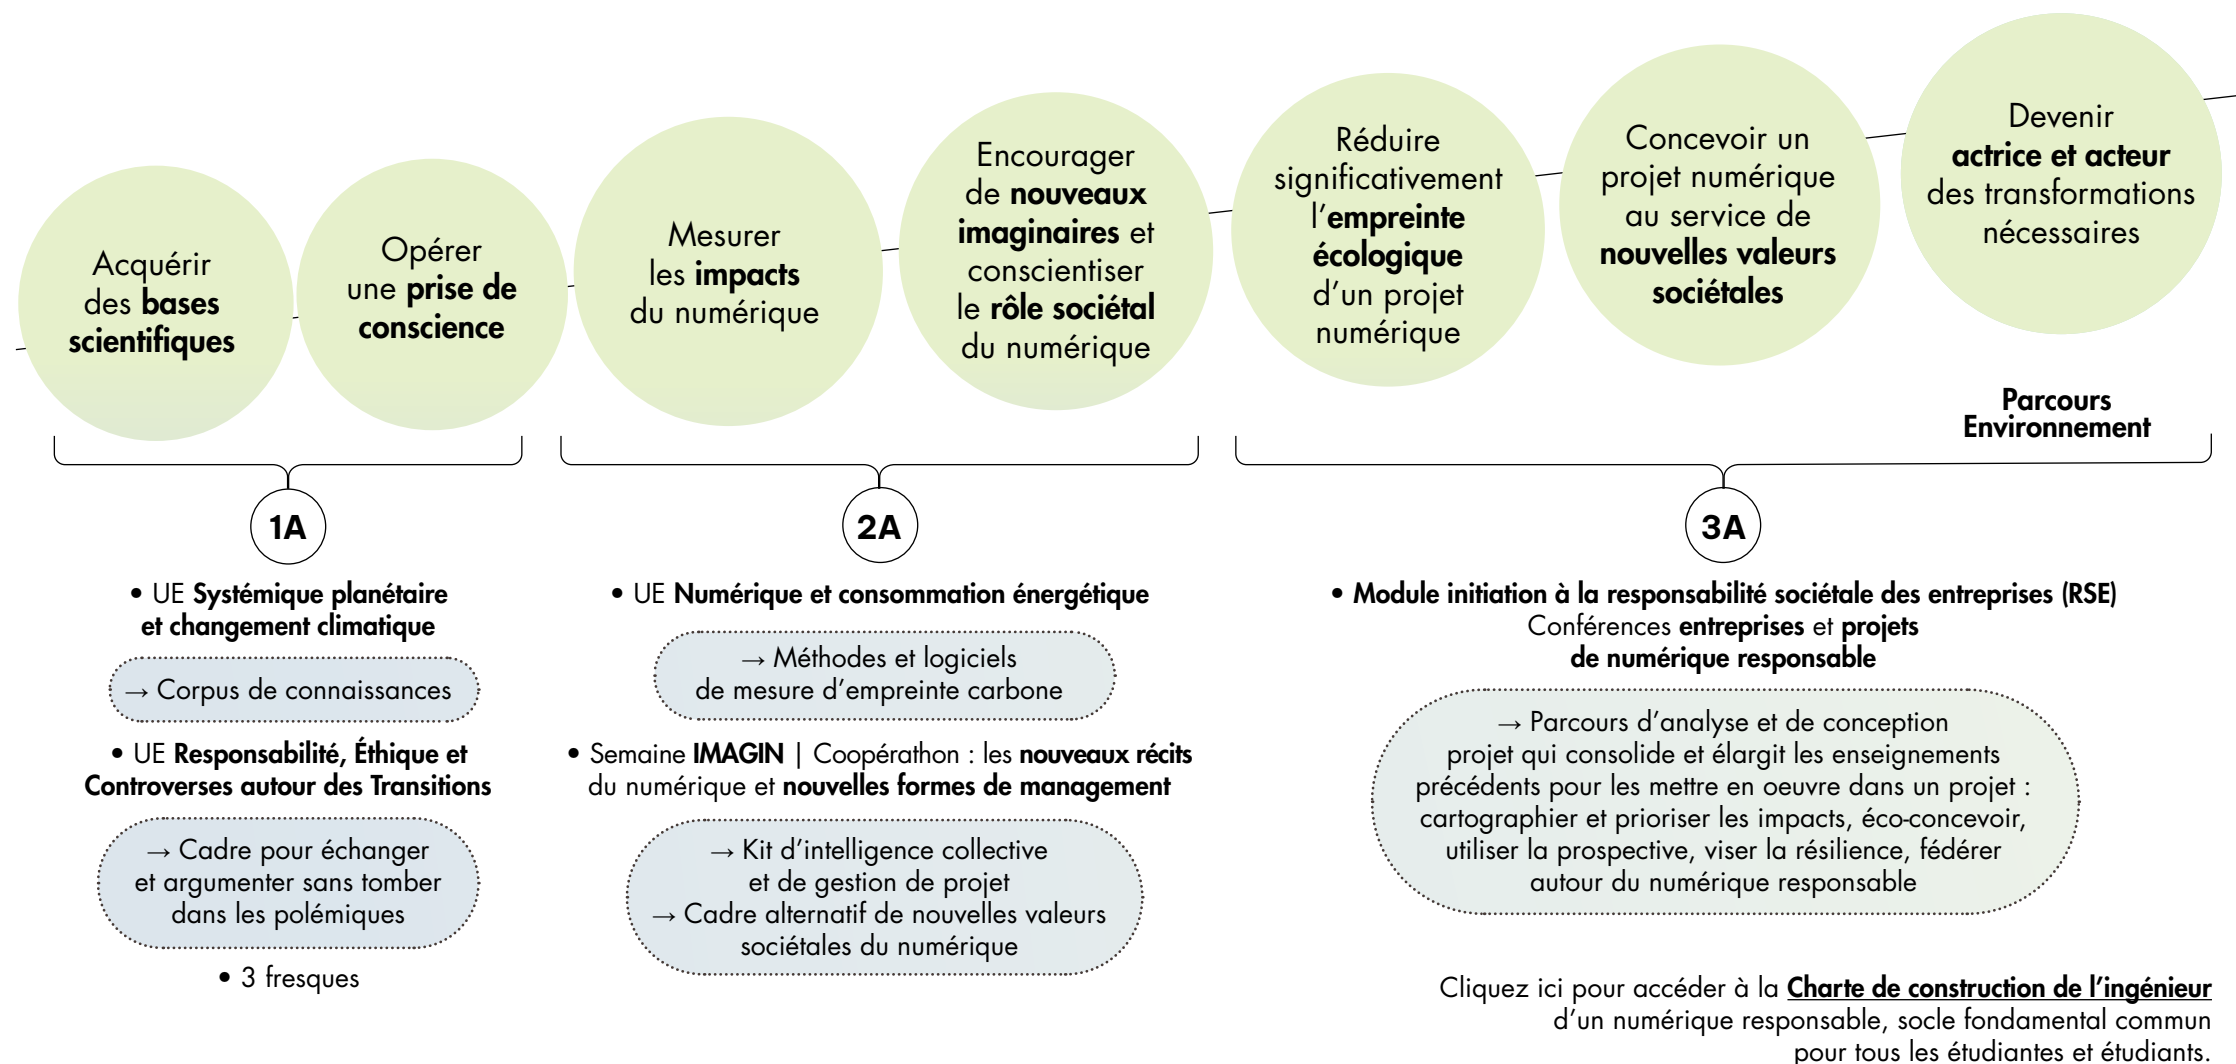 Acquérir
des bases
scientifiques
Opérer
une prise de
conscience
Mesurer
les impacts
du numérique
Encourager
de nouveaux
imaginaires et
conscientiser
le rôle sociétal
du numérique
Réduire
significativement
l’empreinte
écologique
d’un projet
numérique
Concevoir un
projet numérique
au service de
nouvelles valeurs
sociétales
Devenir
actrice et acteur
des transformations
nécessaires
Parcours
Environnement
1A
• UE Systémique planétaire
et changement climatique
→ Corpus de connaissances
• UE Responsabilité, Éthique et
Controverses autour des Transitions
→ Cadre pour échanger
et argumenter sans tomber
dans les polémiques
• 3 fresques
2A
• UE Numérique et consommation énergétique
→ Méthodes et logiciels
de mesure d’empreinte carbone
• Semaine IMAGIN | Coopérathon : les nouveaux récits
du numérique et nouvelles formes de management
→ Kit d’intelligence collective
et de gestion de projet
→ Cadre alternatif de nouvelles valeurs
sociétales du numérique
3A
• Module initiation à la responsabilité sociétale des entreprises (RSE)
Conférences entreprises et projets
de numérique responsable
→ Parcours d’analyse et de conception
projet qui consolide et élargit les enseignements
précédents pour les mettre en oeuvre dans un projet :
cartographier et prioriser les impacts, éco-concevoir,
utiliser la prospective, viser la résilience, fédérer
autour du numérique responsable
Cliquez ici pour accéder à la Charte de construction de l’ingénieur
d’un numérique responsable, socle fondamental commun
pour tous les étudiantes et étudiants.